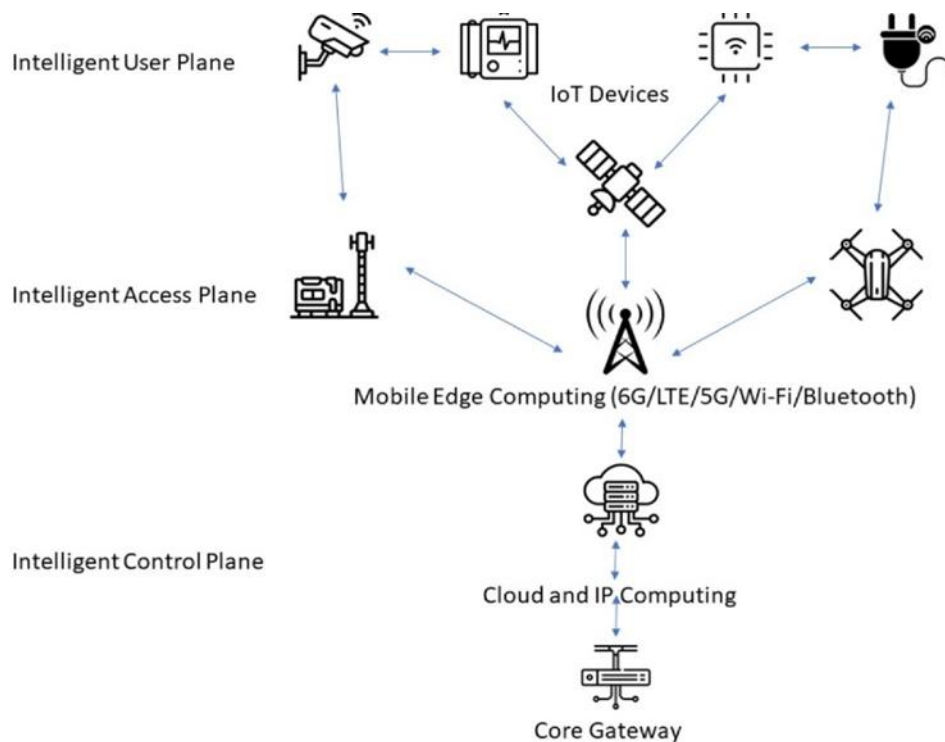 Intelligent User Plane
IoT Devices
Intelligent Access Plane
Mobile Edge Computing (6G/LTE/5G/Wi-Fi/Bluetooth)
Intelligent Control Plane
Cloud and IP Computing
Core Gateway